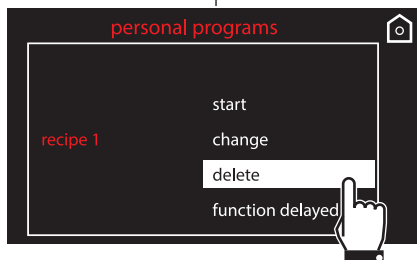 personal programs
start
recipe 1
change
delete
function delayed